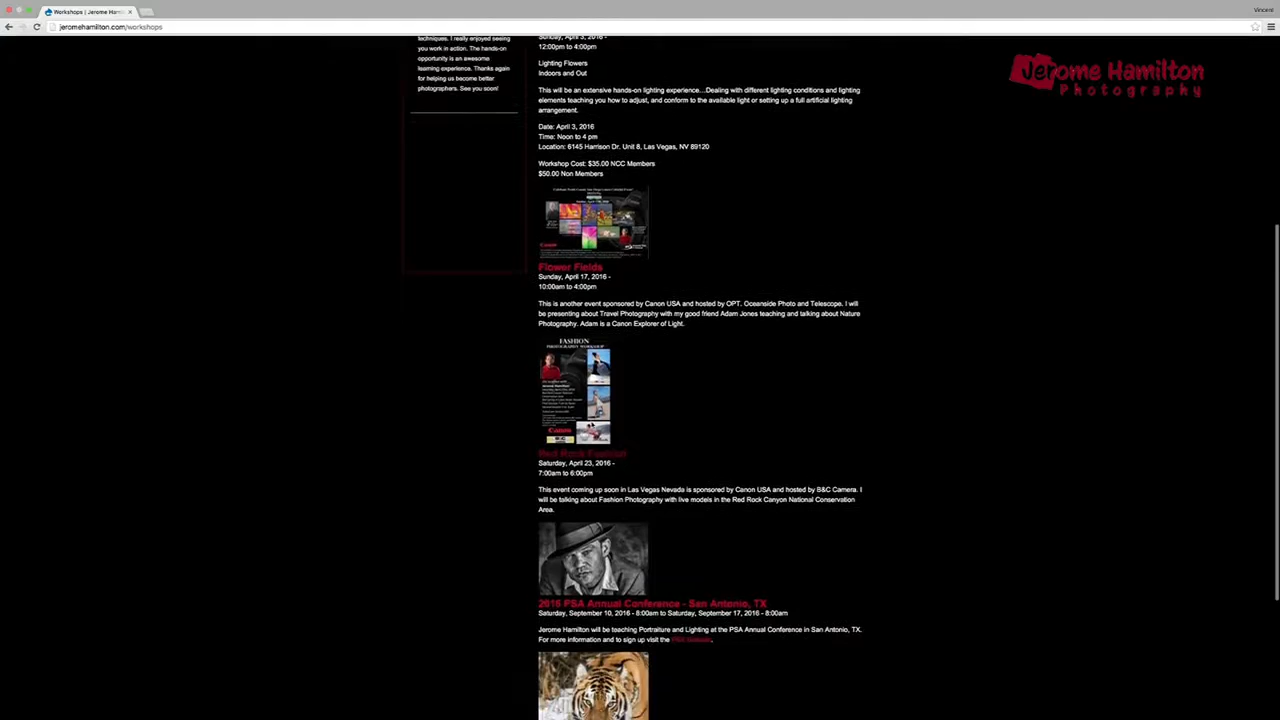 Workshops | Jerome Hamil
Vincent
jeromehamilton.com/workshops
techniques. I really enjoyed seeing
you work in action. The hands-on
opportunity is an awesome
learning experience. Thanks again
for helping us become better
photographers. See you soon!
Jerome Hamilton
Photography
Sunday, April 3, 2016 -
12:00pm to 4:00pm
Lighting Flowers
Indoors and Out
This will be an extensive hands-on lighting experience...Dealing with different lighting conditions and lighting
elements teaching you how to adjust, and conform to the available light or setting up a full artificial lighting
arrangement.
Date: April 3, 2016
Time: Noon to 4 pm
Location: 6145 Harrison Dr. Unit 8, Las Vegas, NV 89120
Workshop Cost: $35.00 NCC Members
$50.00 Non Members
Canon
Flower Fields
Sunday, April 17, 2016 -
10:00am to 4:00pm
This is another event sponsored by Canon USA and hosted by OPT. Oceanside Photo and Telescope. I will
be presenting about Travel Photography with my good friend Adam Jones teaching and talking about Nature
Photography. Adam is a Canon Explorer of Light.
FASHION
PHOTOGRAPHY WORKSHOP
Canon
Red Rock Fashion
Saturday, April 23, 2016 -
7:00am to 6:00pm
This event coming up soon in Las Vegas Nevada is sponsored by Canon USA and hosted by B&C Camera. I
will be talking about Fashion Photography with live models in the Red Rock Canyon National Conservation
Area.
2016 PSA Annual Conference - San Antonio, TX
Saturday, September 10, 2016 - 8:00am to Saturday, September 17, 2016 - 8:00am
Jerome Hamilton will be teaching Portraiture and Lighting at the PSA Annual Conference in San Antonio, TX.
For more information and to sign up visit the PSA Website.